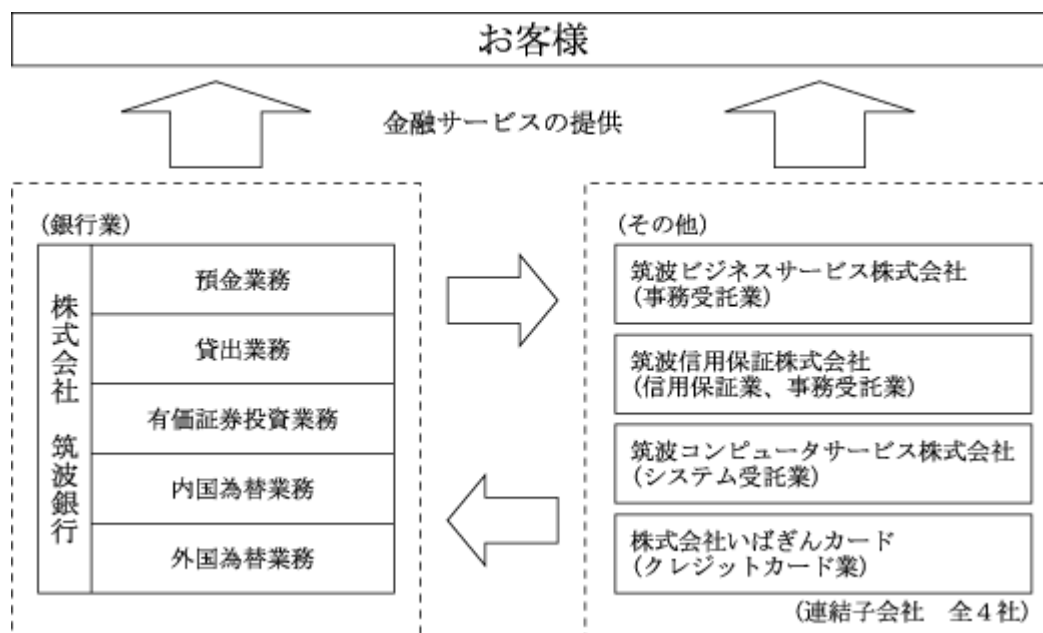 お客様
金融サービスの提供
(銀行業)
株式会社 筑波銀行
預金業務
貸出業務
有価証券投資業務
内国為替業務
外国為替業務
(その他)
筑波ビジネスサービス株式会社
(事務受託業)
筑波信用保証株式会社
(信用保証業、事務受託業)
筑波コンピュータサービス株式会社
(システム受託業)
株式会社いばぎんカード
(クレジットカード業)
(連結子会社 全4社)